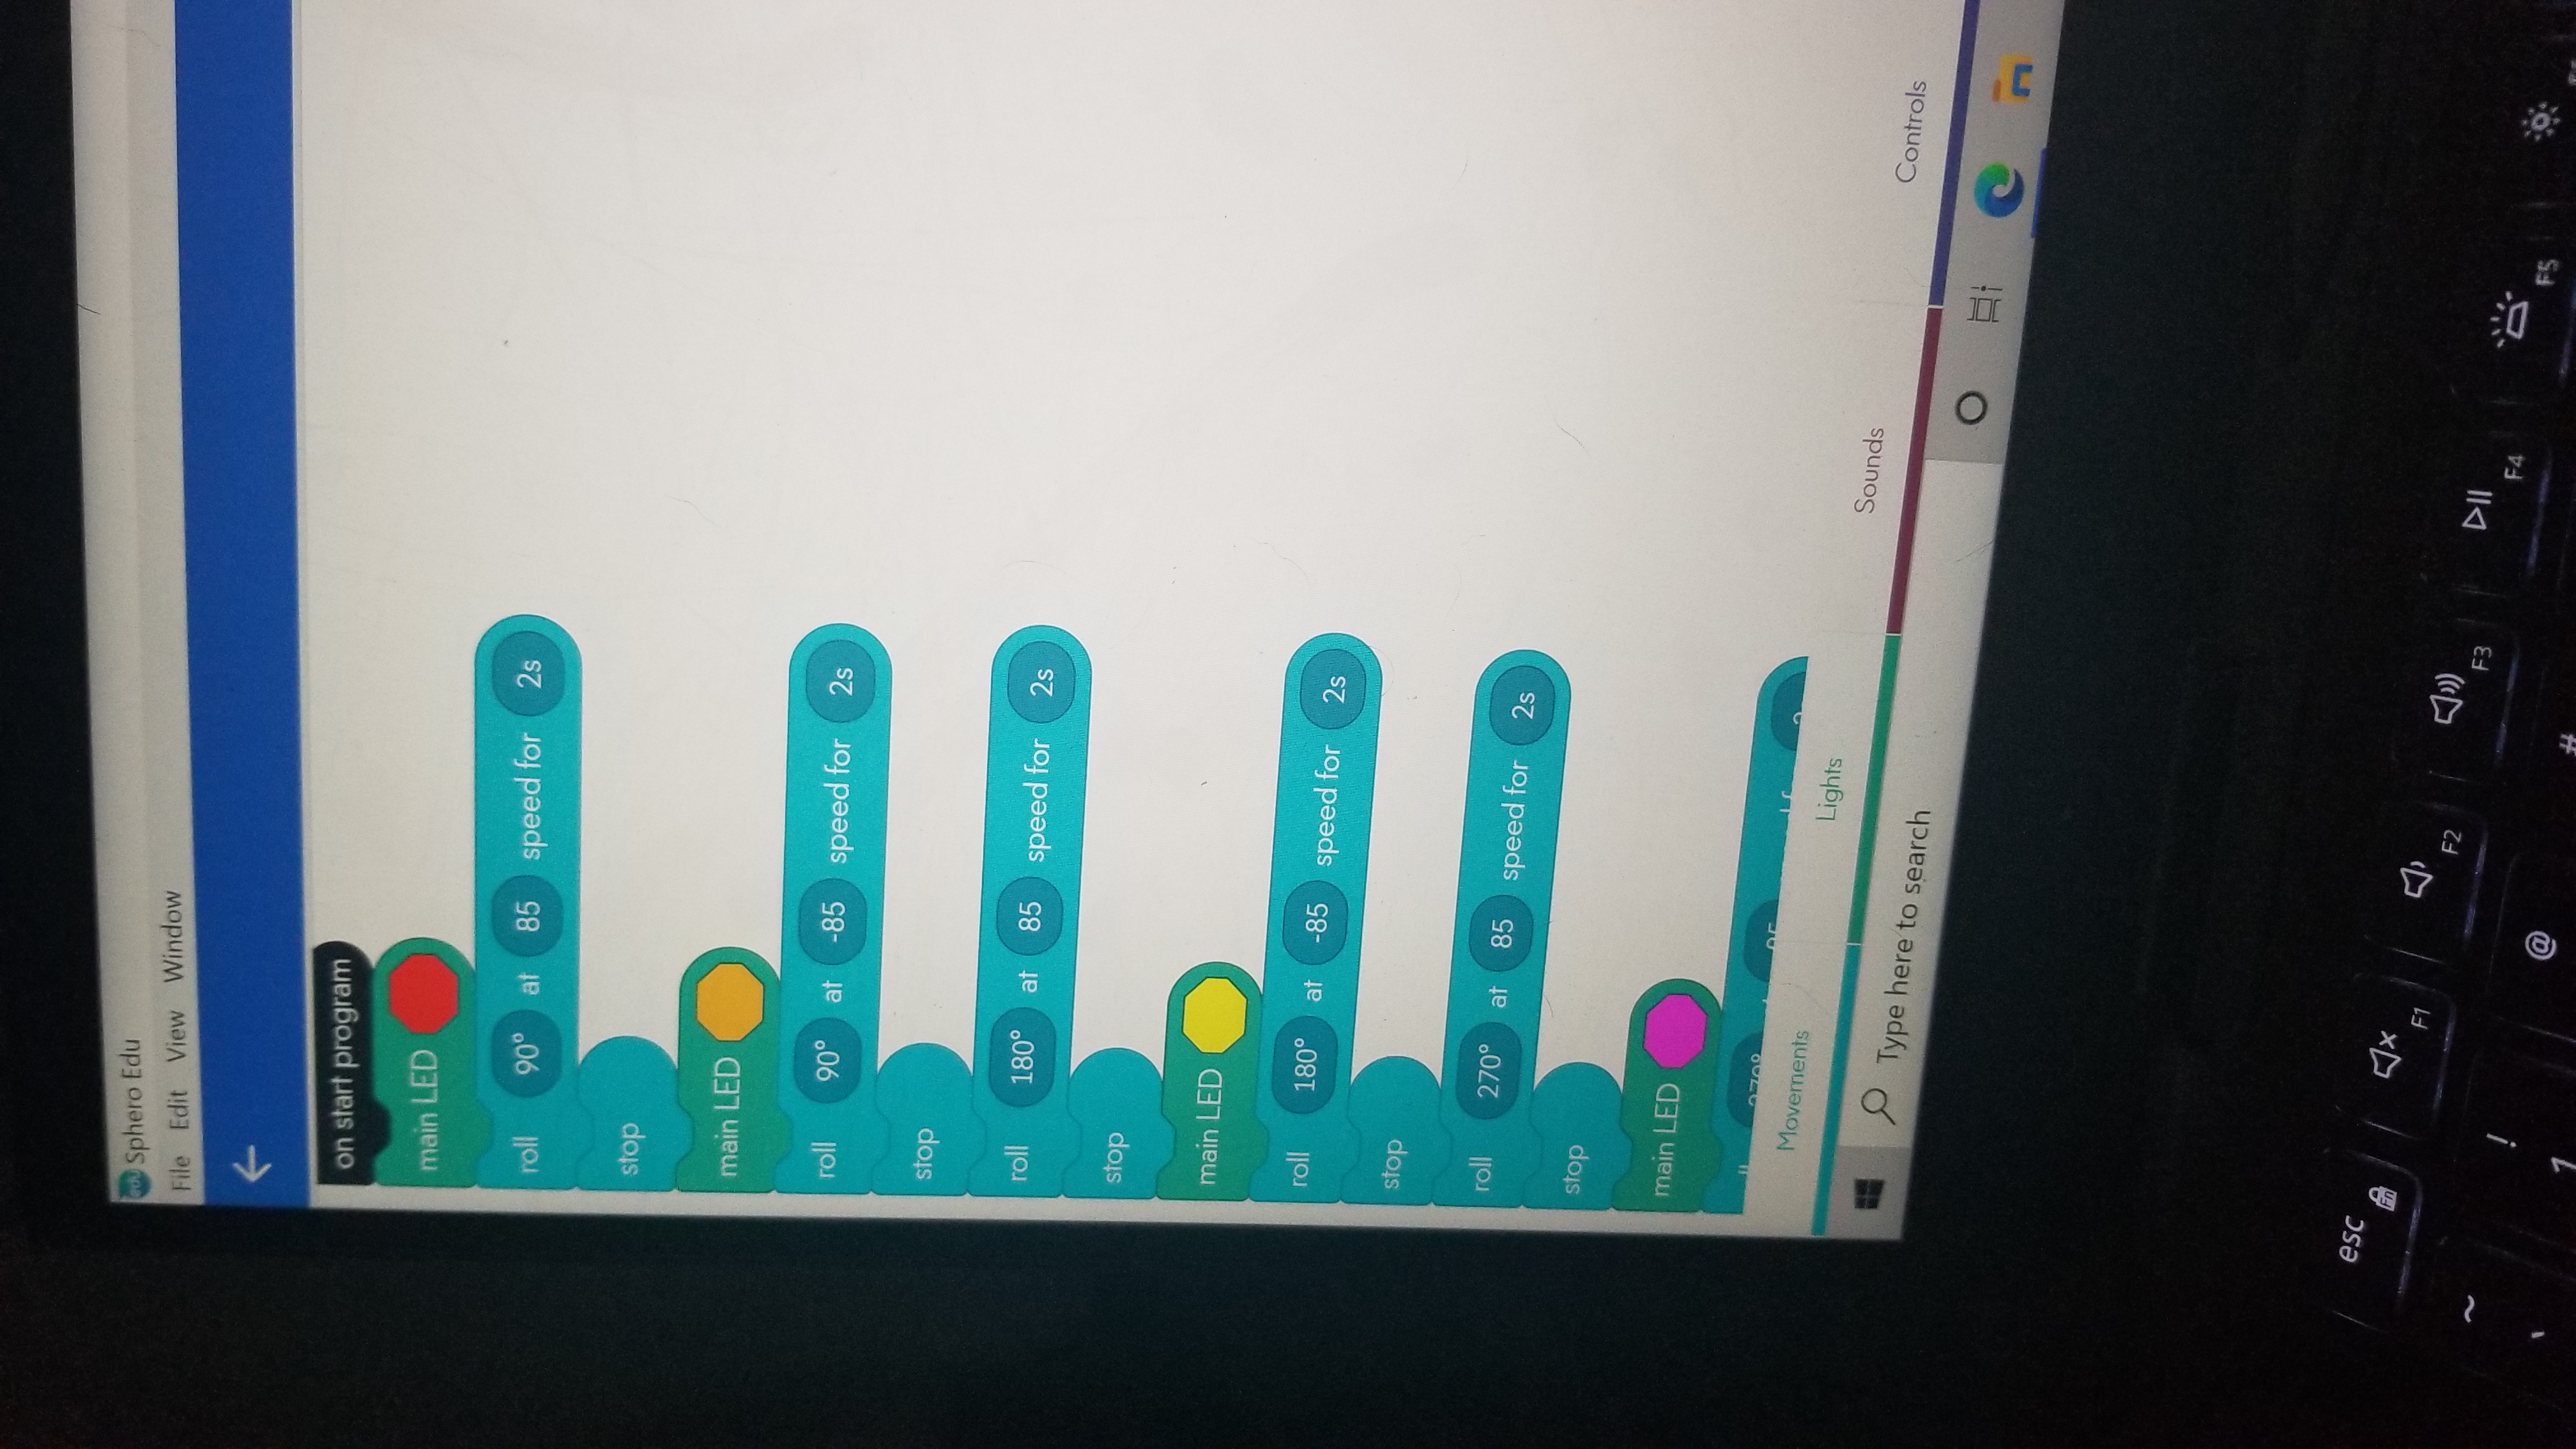 edu Sphero Edu
File Edit View Window
on start program
main LED
roll 90° at 85 speed for 2s
stop
main LED
roll 90° at -85 speed for 2s
stop
roll 180° at 85 speed for 2s
stop
main LED
roll 180° at -85 speed for 2s
stop
roll 270° at 85 speed for 2s
stop
main LED
Movements Lights Sounds Controls
Type here to search
esc Fn F1 F2 F3 F4 F5
~ ! @ #
` 1